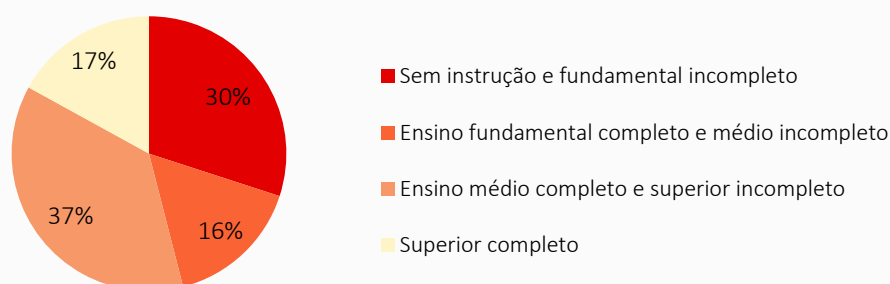 17%
30%
37%
16%
Sem instrução e fundamental incompleto
Ensino fundamental completo e médio incompleto
Ensino médio completo e superior incompleto
Superior completo